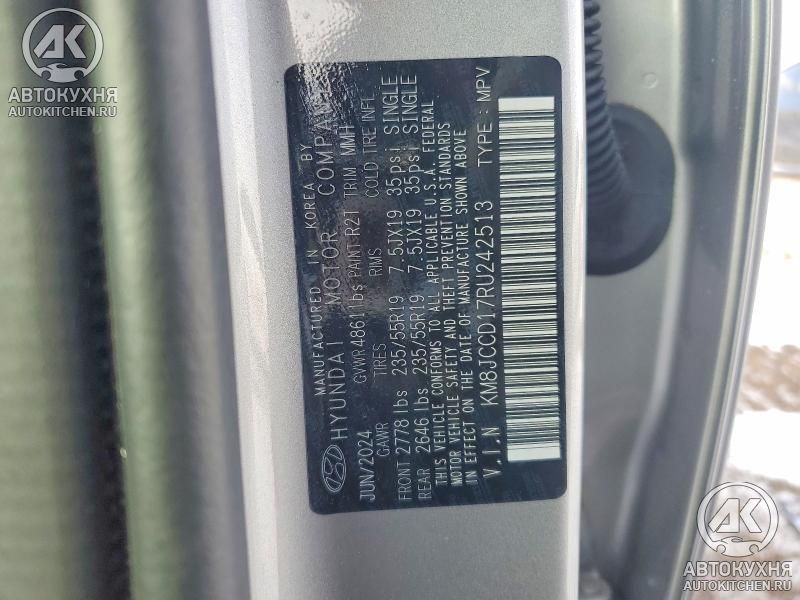 АК
АВТОКУХНЯ
AUTOKITCHEN.RU
АК
АВТОКУХНЯ
AUTOKITCHEN.RU
MANUFACTURED IN KOREA BY
HYUNDAI MOTOR COMPANY
JUN/2024 GVWR 4861 lbs PAINT R2T TRIM MMH
GAWR TIRES RIMS COLD TIRE INFL.
FRONT 2778 lbs 235/55R19 7.5JX19 35psi SINGLE
REAR 2646 lbs 235/55R19 7.5JX19 35psi SINGLE
THIS VEHICLE CONFORMS TO ALL APPLICABLE U.S.A. FEDERAL
MOTOR VEHICLE SAFETY AND THEFT PREVENTION STANDARDS
IN EFFECT ON THE DATE OF MANUFACTURE SHOWN ABOVE
V.I.N KM8JCCD17RU242513 TYPE : MPV